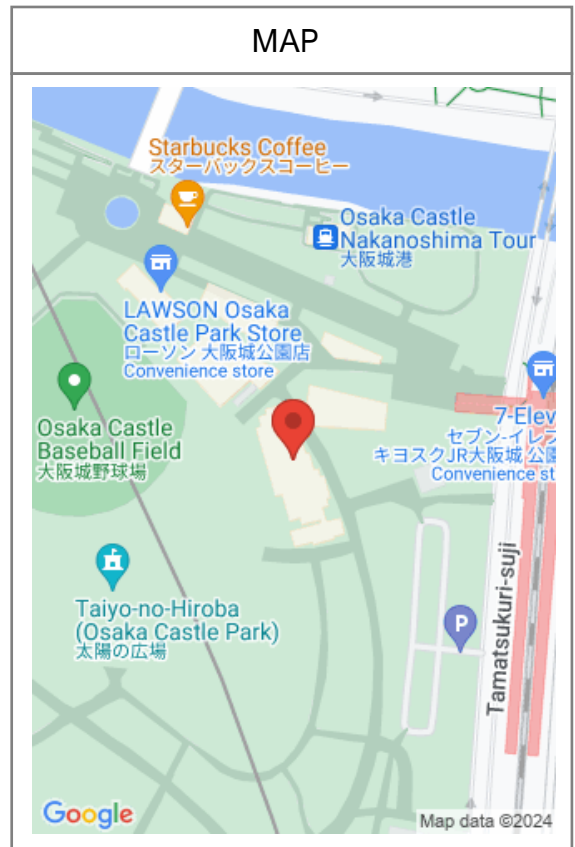 MAP
Starbucks Coffee
スターバックスコーヒー
Osaka Castle
Nakanoshima Tour
大阪城港
LAWSON Osaka
Castle Park Store
ローソン 大阪城公園店
Convenience store
7-Elev
セブン-イレブ
キヨスクJR大阪城 公園
Convenience st
Osaka Castle
Baseball Field
大阪城野球場
Taiyo-no-Hiroba
(Osaka Castle Park)
太陽の広場
P
Tamatsukuri-suji
Google
Map data ©2024